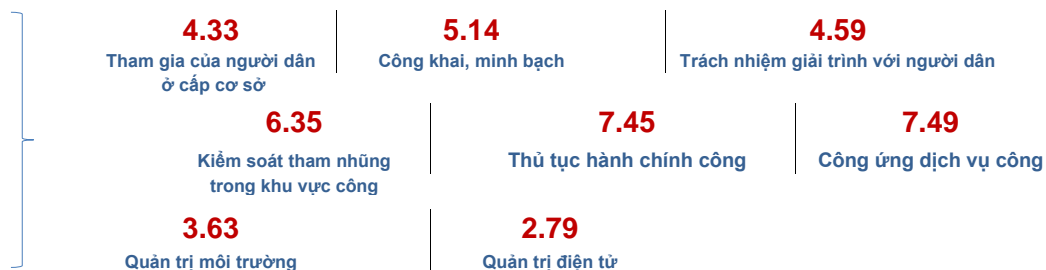 4.33
Tham gia của người dân
ở cấp cơ sở
5.14
Công khai, minh bạch
4.59
Trách nhiệm giải trình với người dân
6.35
Kiểm soát tham nhũng
trong khu vực công
7.45
Thủ tục hành chính công
7.49
Công ứng dịch vụ công
3.63
Quản trị môi trường
2.79
Quản trị điện tử